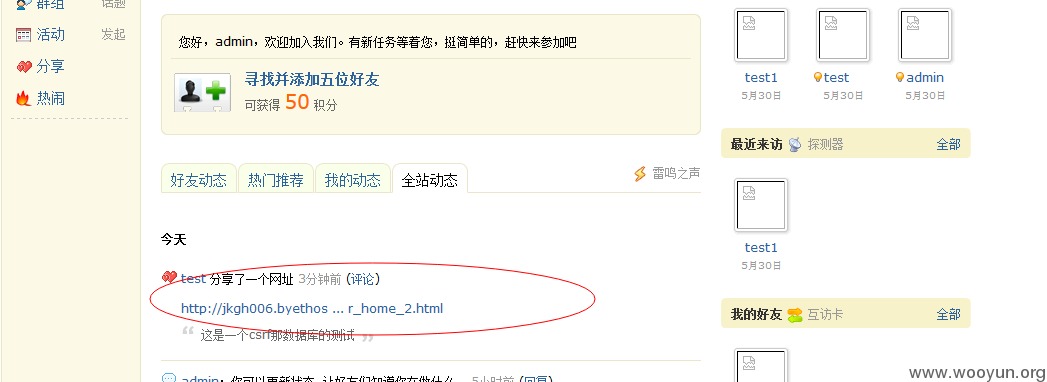 群组 话题
活动 发起
分享
热闹
您好，admin，欢迎加入我们。有新任务等着您，挺简单的，赶快来参加吧
寻找并添加五位好友
可获得 50 积分
好友动态 热门推荐 我的动态 全站动态
雷鸣之声
今天
test 分享了一个网址 3分钟前 (评论)
http://jkgh006.byethos ... r_home_2.html
“ 这是一个csrf那数据库的测试 ”
admin：你可以更新状态，让好友们知道你在做什么... 5小时前 (回复)
test1 test admin
5月30日 5月30日 5月30日
最近来访 探测器 全部
test1
5月30日
我的好友 互访卡 全部
www.wooyun.org